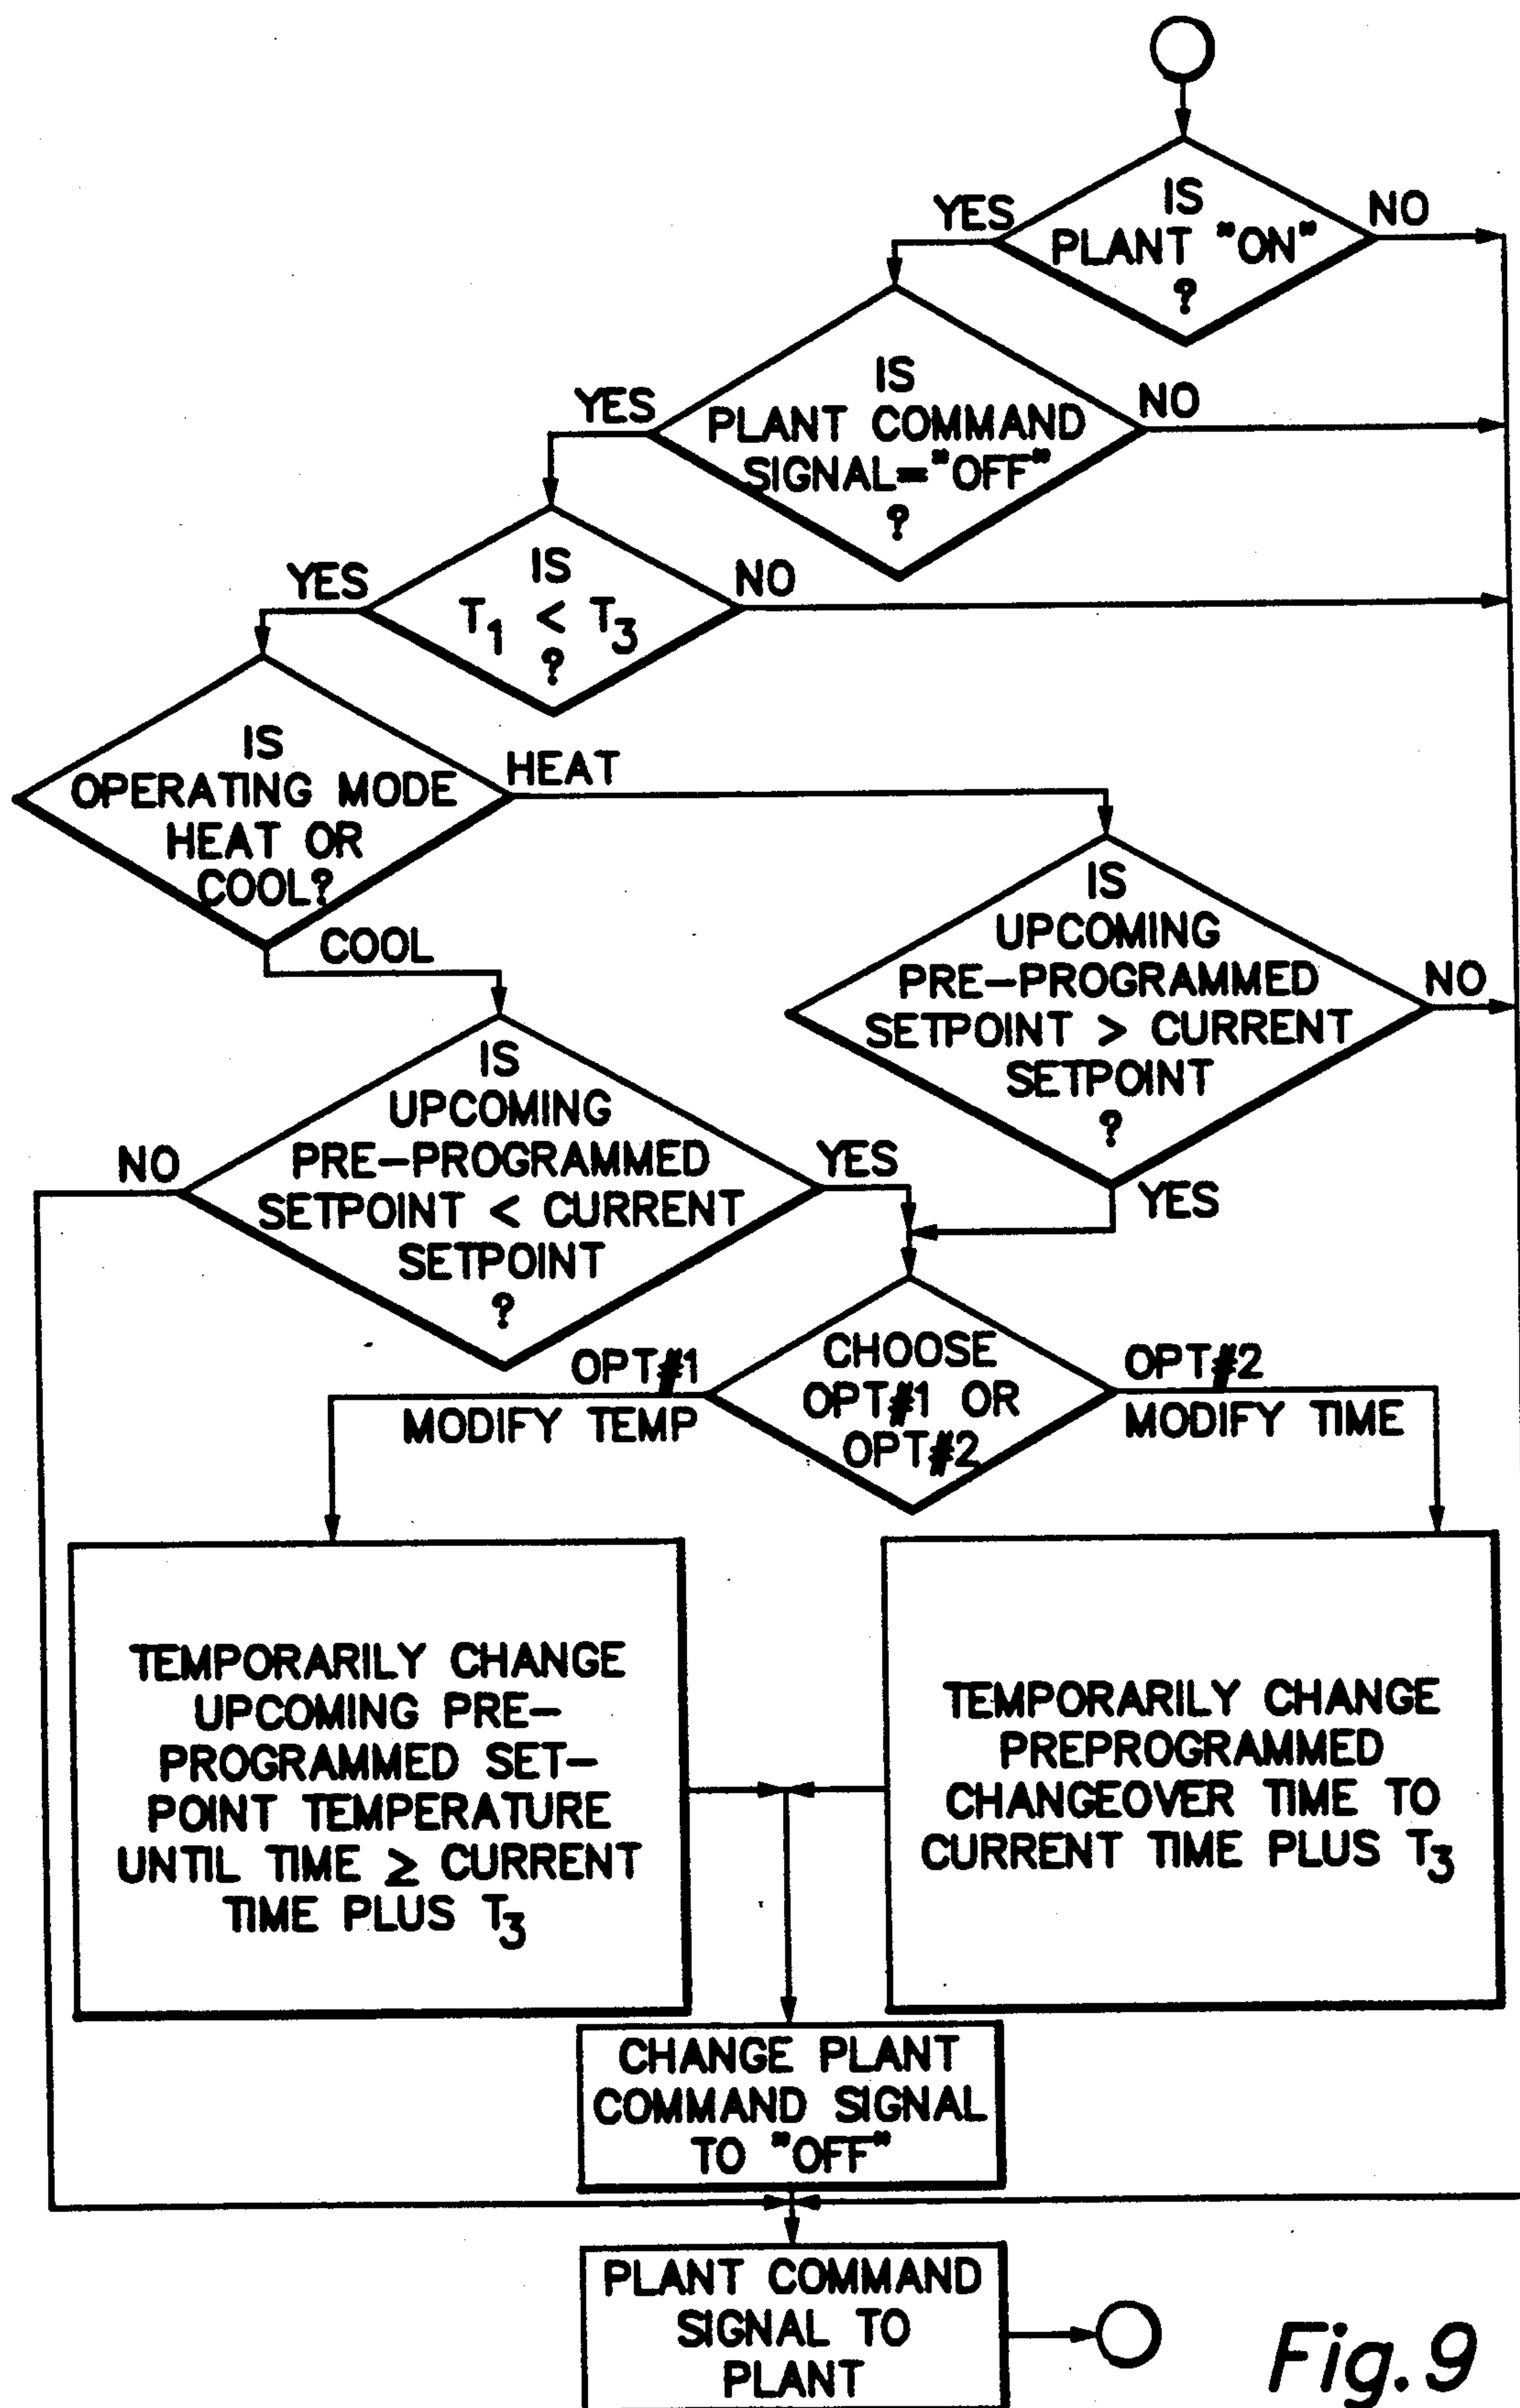 IS
PLANT "ON"
?
YES
NO
IS
PLANT COMMAND
SIGNAL="OFF"
?
YES
NO
IS
T1 < T3
?
YES
NO
IS
OPERATING MODE
HEAT OR
COOL?
HEAT
COOL
IS
UPCOMING
PRE-PROGRAMMED
SETPOINT > CURRENT
SETPOINT
?
NO
YES
IS
UPCOMING
PRE-PROGRAMMED
SETPOINT < CURRENT
SETPOINT
?
NO
YES
CHOOSE
OPT#1 OR
OPT#2
OPT#1
MODIFY TEMP
OPT#2
MODIFY TIME
TEMPORARILY CHANGE
UPCOMING PRE-
PROGRAMMED SET-
POINT TEMPERATURE
UNTIL TIME ≥ CURRENT
TIME PLUS T3
TEMPORARILY CHANGE
PREPROGRAMMED
CHANGEOVER TIME TO
CURRENT TIME PLUS T3
CHANGE PLANT
COMMAND SIGNAL
TO "OFF"
PLANT COMMAND
SIGNAL TO
PLANT
Fig. 9